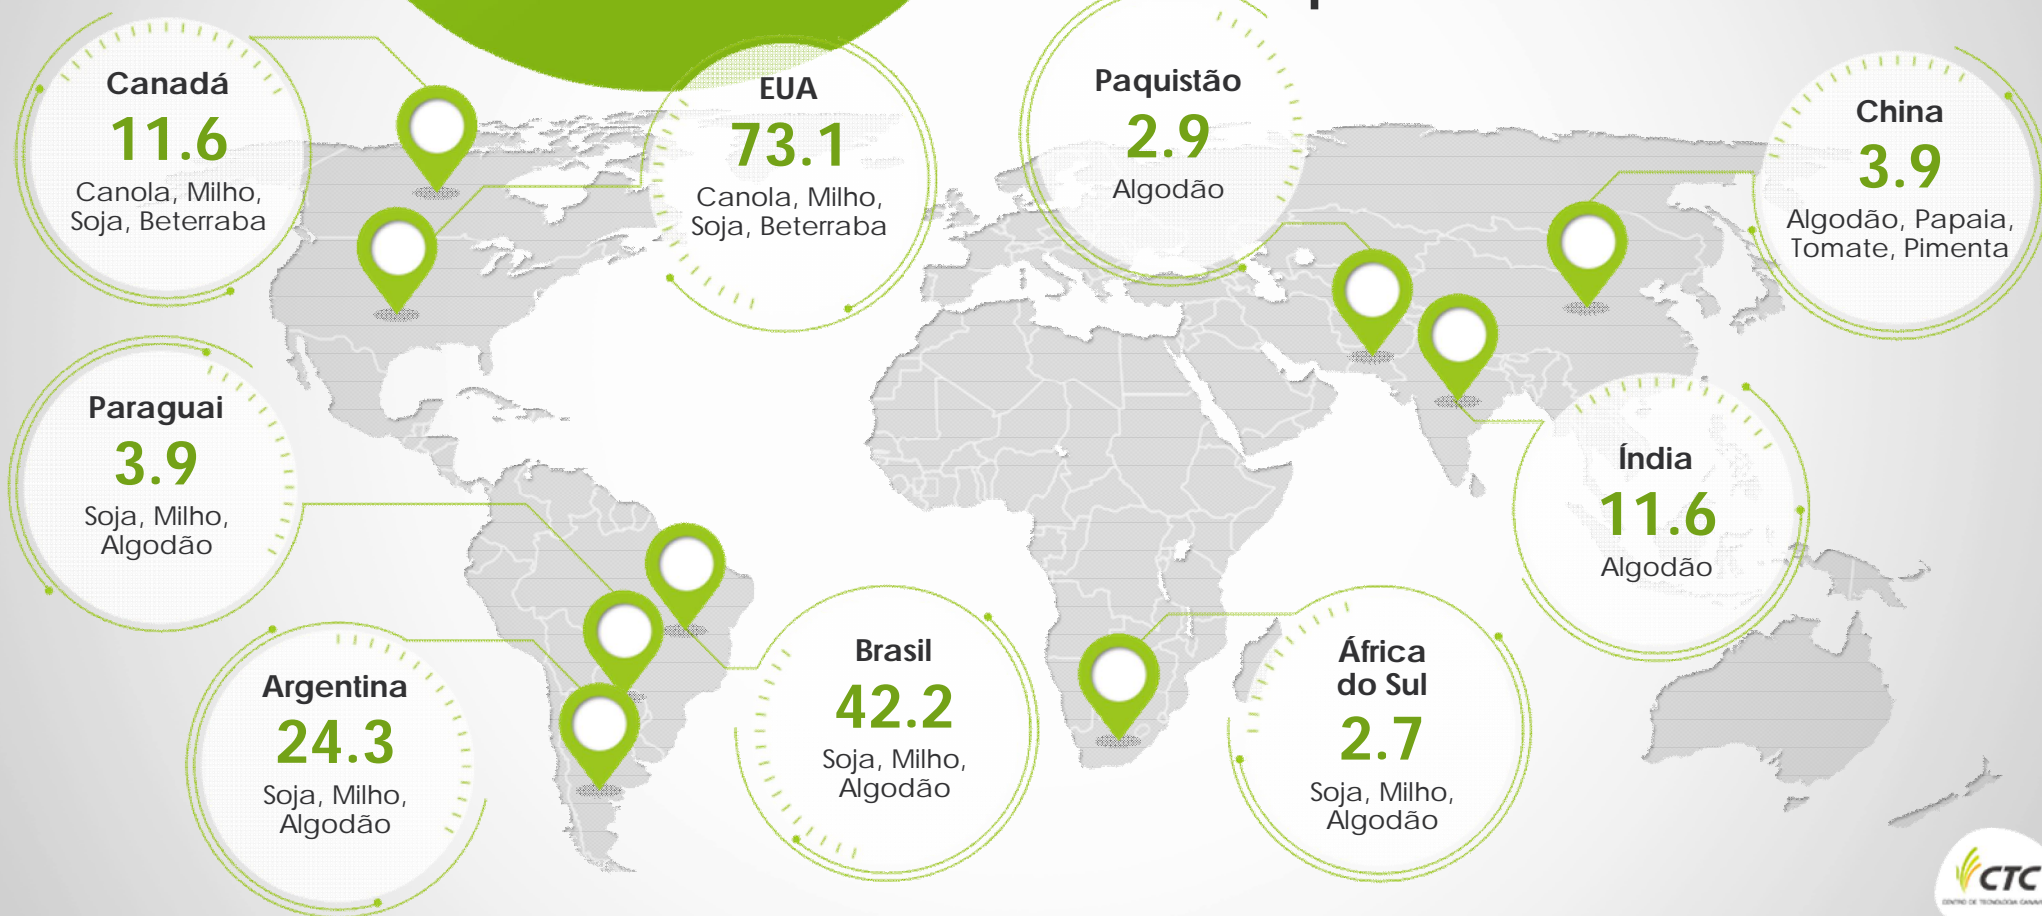 Canadá
11.6
Canola, Milho,
Soja, Beterraba
EUA
73.1
Canola, Milho,
Soja, Beterraba
Paquistão
2.9
Algodão
China
3.9
Algodão, Papaia,
Tomate, Pimenta
Paraguai
3.9
Soja, Milho,
Algodão
Índia
11.6
Algodão
Argentina
24.3
Soja, Milho,
Algodão
Brasil
42.2
Soja, Milho,
Algodão
África
do Sul
2.7
Soja, Milho,
Algodão
CTC